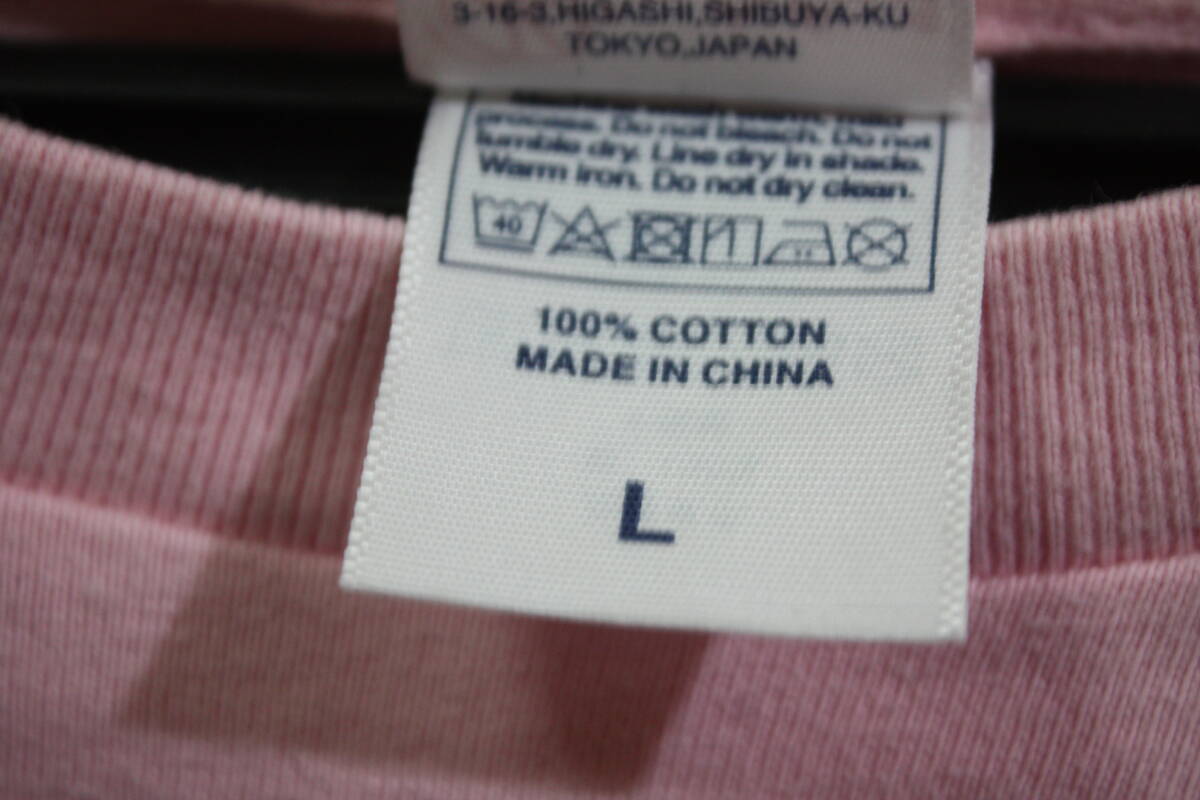 3-16-3,HIGASHI,SHIBUYA-KU
TOKYO,JAPAN
process. Do not bleach. Do not
tumble dry. Line dry in shade.
Warm iron. Do not dry clean.
40
100% COTTON
MADE IN CHINA
L